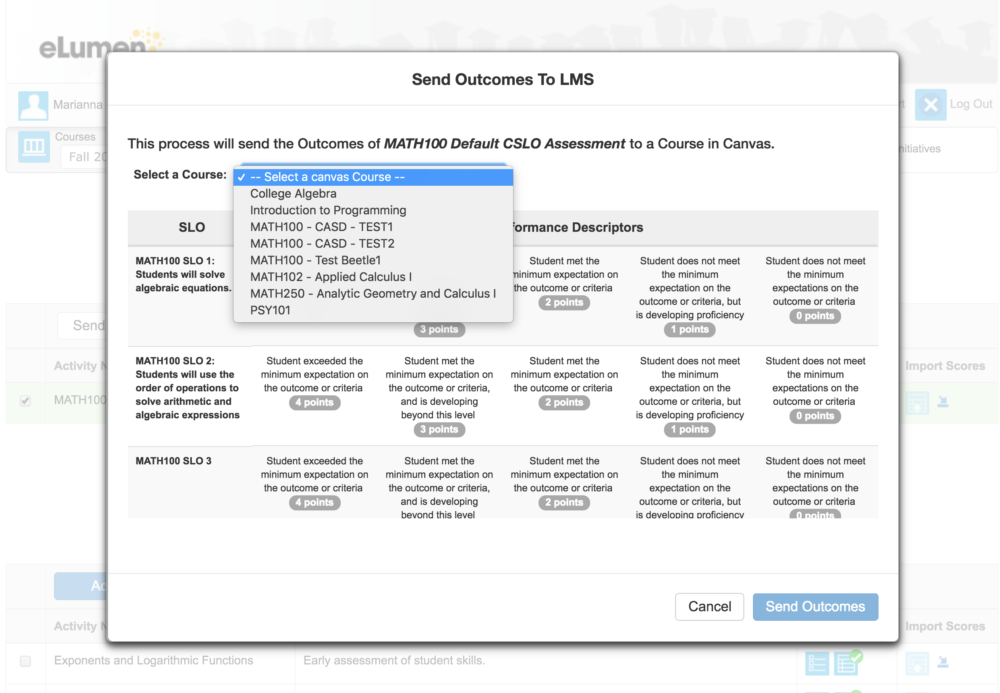 eLumen
Send Outcomes To LMS
Marianna
Log Out
Courses
Fall 20
This process will send the Outcomes of MATH100 Default CSLO Assessment to a Course in Canvas.
Select a Course:
✓ -- Select a canvas Course --
College Algebra
Introduction to Programming
MATH100 - CASD - TEST1
MATH100 - CASD - TEST2
MATH100 - Test Beetle1
MATH102 - Applied Calculus I
MATH250 - Analytic Geometry and Calculus I
PSY101
SLO
formance Descriptors
MATH100 SLO 1:
Students will solve
algebraic equations.
3 points
Student met the
minimum expectation on
the outcome or criteria
2 points
Student does not meet
the minimum
expectation on the
outcome or criteria, but
is developing proficiency
1 points
Student does not meet
the minimum
expectations on the
outcome or criteria
0 points
MATH100 SLO 2:
Students will use the
order of operations to
solve arithmetic and
algebraic expressions
Student exceeded the
minimum expectation on
the outcome or criteria
4 points
Student met the
minimum expectation on
the outcome or criteria,
and is developing
beyond this level
3 points
Student met the
minimum expectation on
the outcome or criteria
2 points
Student does not meet
the minimum
expectation on the
outcome or criteria, but
is developing proficiency
1 points
Student does not meet
the minimum
expectations on the
outcome or criteria
0 points
MATH100 SLO 3
Student exceeded the
minimum expectation on
the outcome or criteria
4 points
Student met the
minimum expectation on
the outcome or criteria,
and is developing
beyond this level
Student met the
minimum expectation on
the outcome or criteria
2 points
Student does not meet
the minimum
expectation on the
outcome or criteria, but
is developing proficiency
Student does not meet
the minimum
expectations on the
outcome or criteria
0 points
Cancel
Send Outcomes
nitiatives
Send
Activity N
Import Scores
MATH100
Ad
Activity N
Import Scores
Exponents and Logarithmic Functions
Early assessment of student skills.